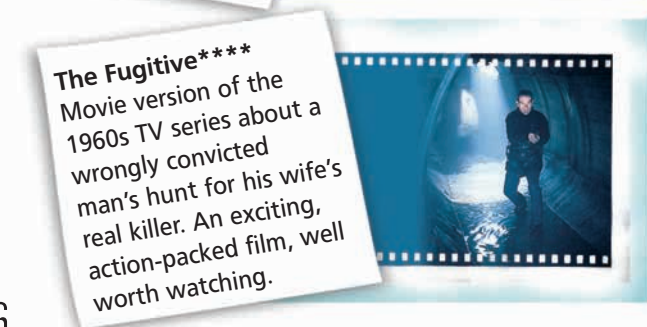 The Fugitive****
Movie version of the
1960s TV series about a
wrongly convicted
man's hunt for his wife's
real killer. An exciting,
action-packed film, well
worth watching.